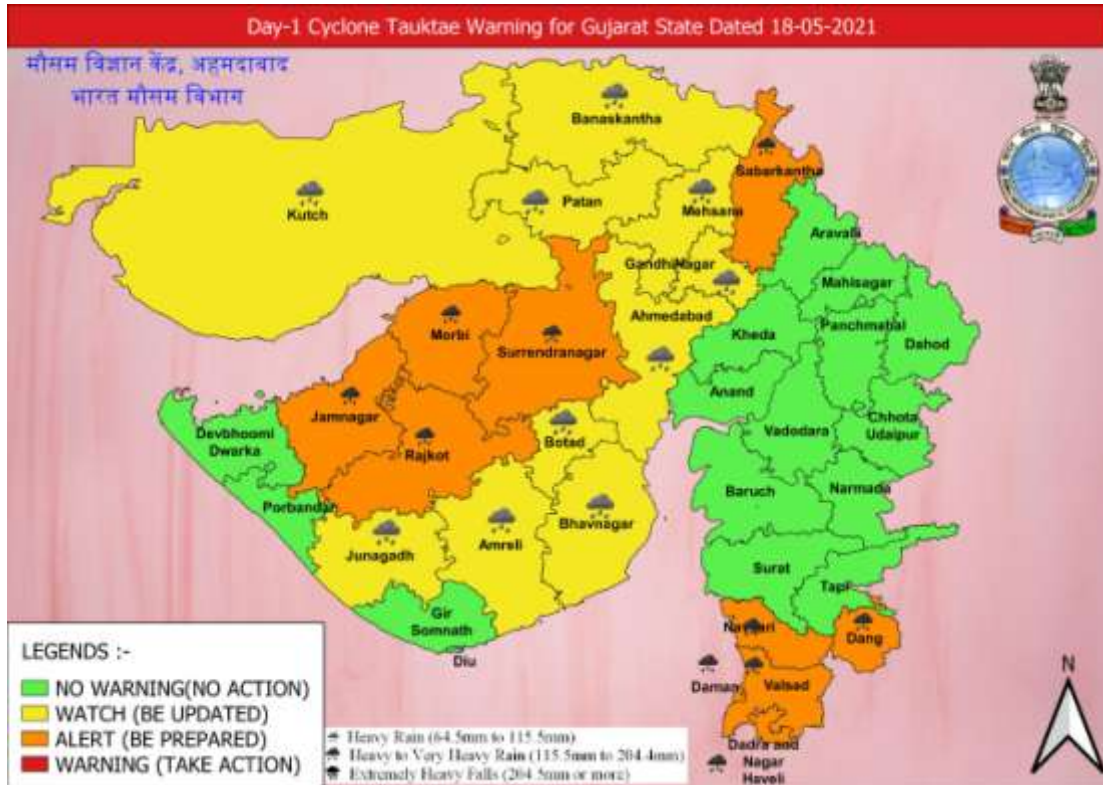 Day-1 Cyclone Tauktae Warning for Gujarat State Dated 18-05-2021
मौसम विज्ञान केंद्र, अहमदाबाद
भारत मौसम विभाग
Banaskantha
Sabarkantha
Kutch
Patan
Mehsana
Aravalli
Gandhi Nagar
Mahisagar
Ahmedabad
Panchmahal
Kheda
Dahod
Morbi
Surrendranagar
Anand
Jamnagar
Chhota
Udaipur
Devbhoomi
Dwarka
Rajkot
Botad
Vadodara
Baruch
Narmada
Porbandar
Bhavnagar
Junagadh
Amreli
Surat
Tapi
Gir
Somnath
Diu
Navsari
Dang
Daman
Valsad
Dadra and
Nagar
Haveli
N
LEGENDS :-
NO WARNING(NO ACTION)
WATCH (BE UPDATED)
ALERT (BE PREPARED)
WARNING (TAKE ACTION)
Heavy Rain (64.5mm to 115.5mm)
Heavy to Very Heavy Rain (115.5mm to 204.4mm)
Extremely Heavy Falls (204.5mm or more)